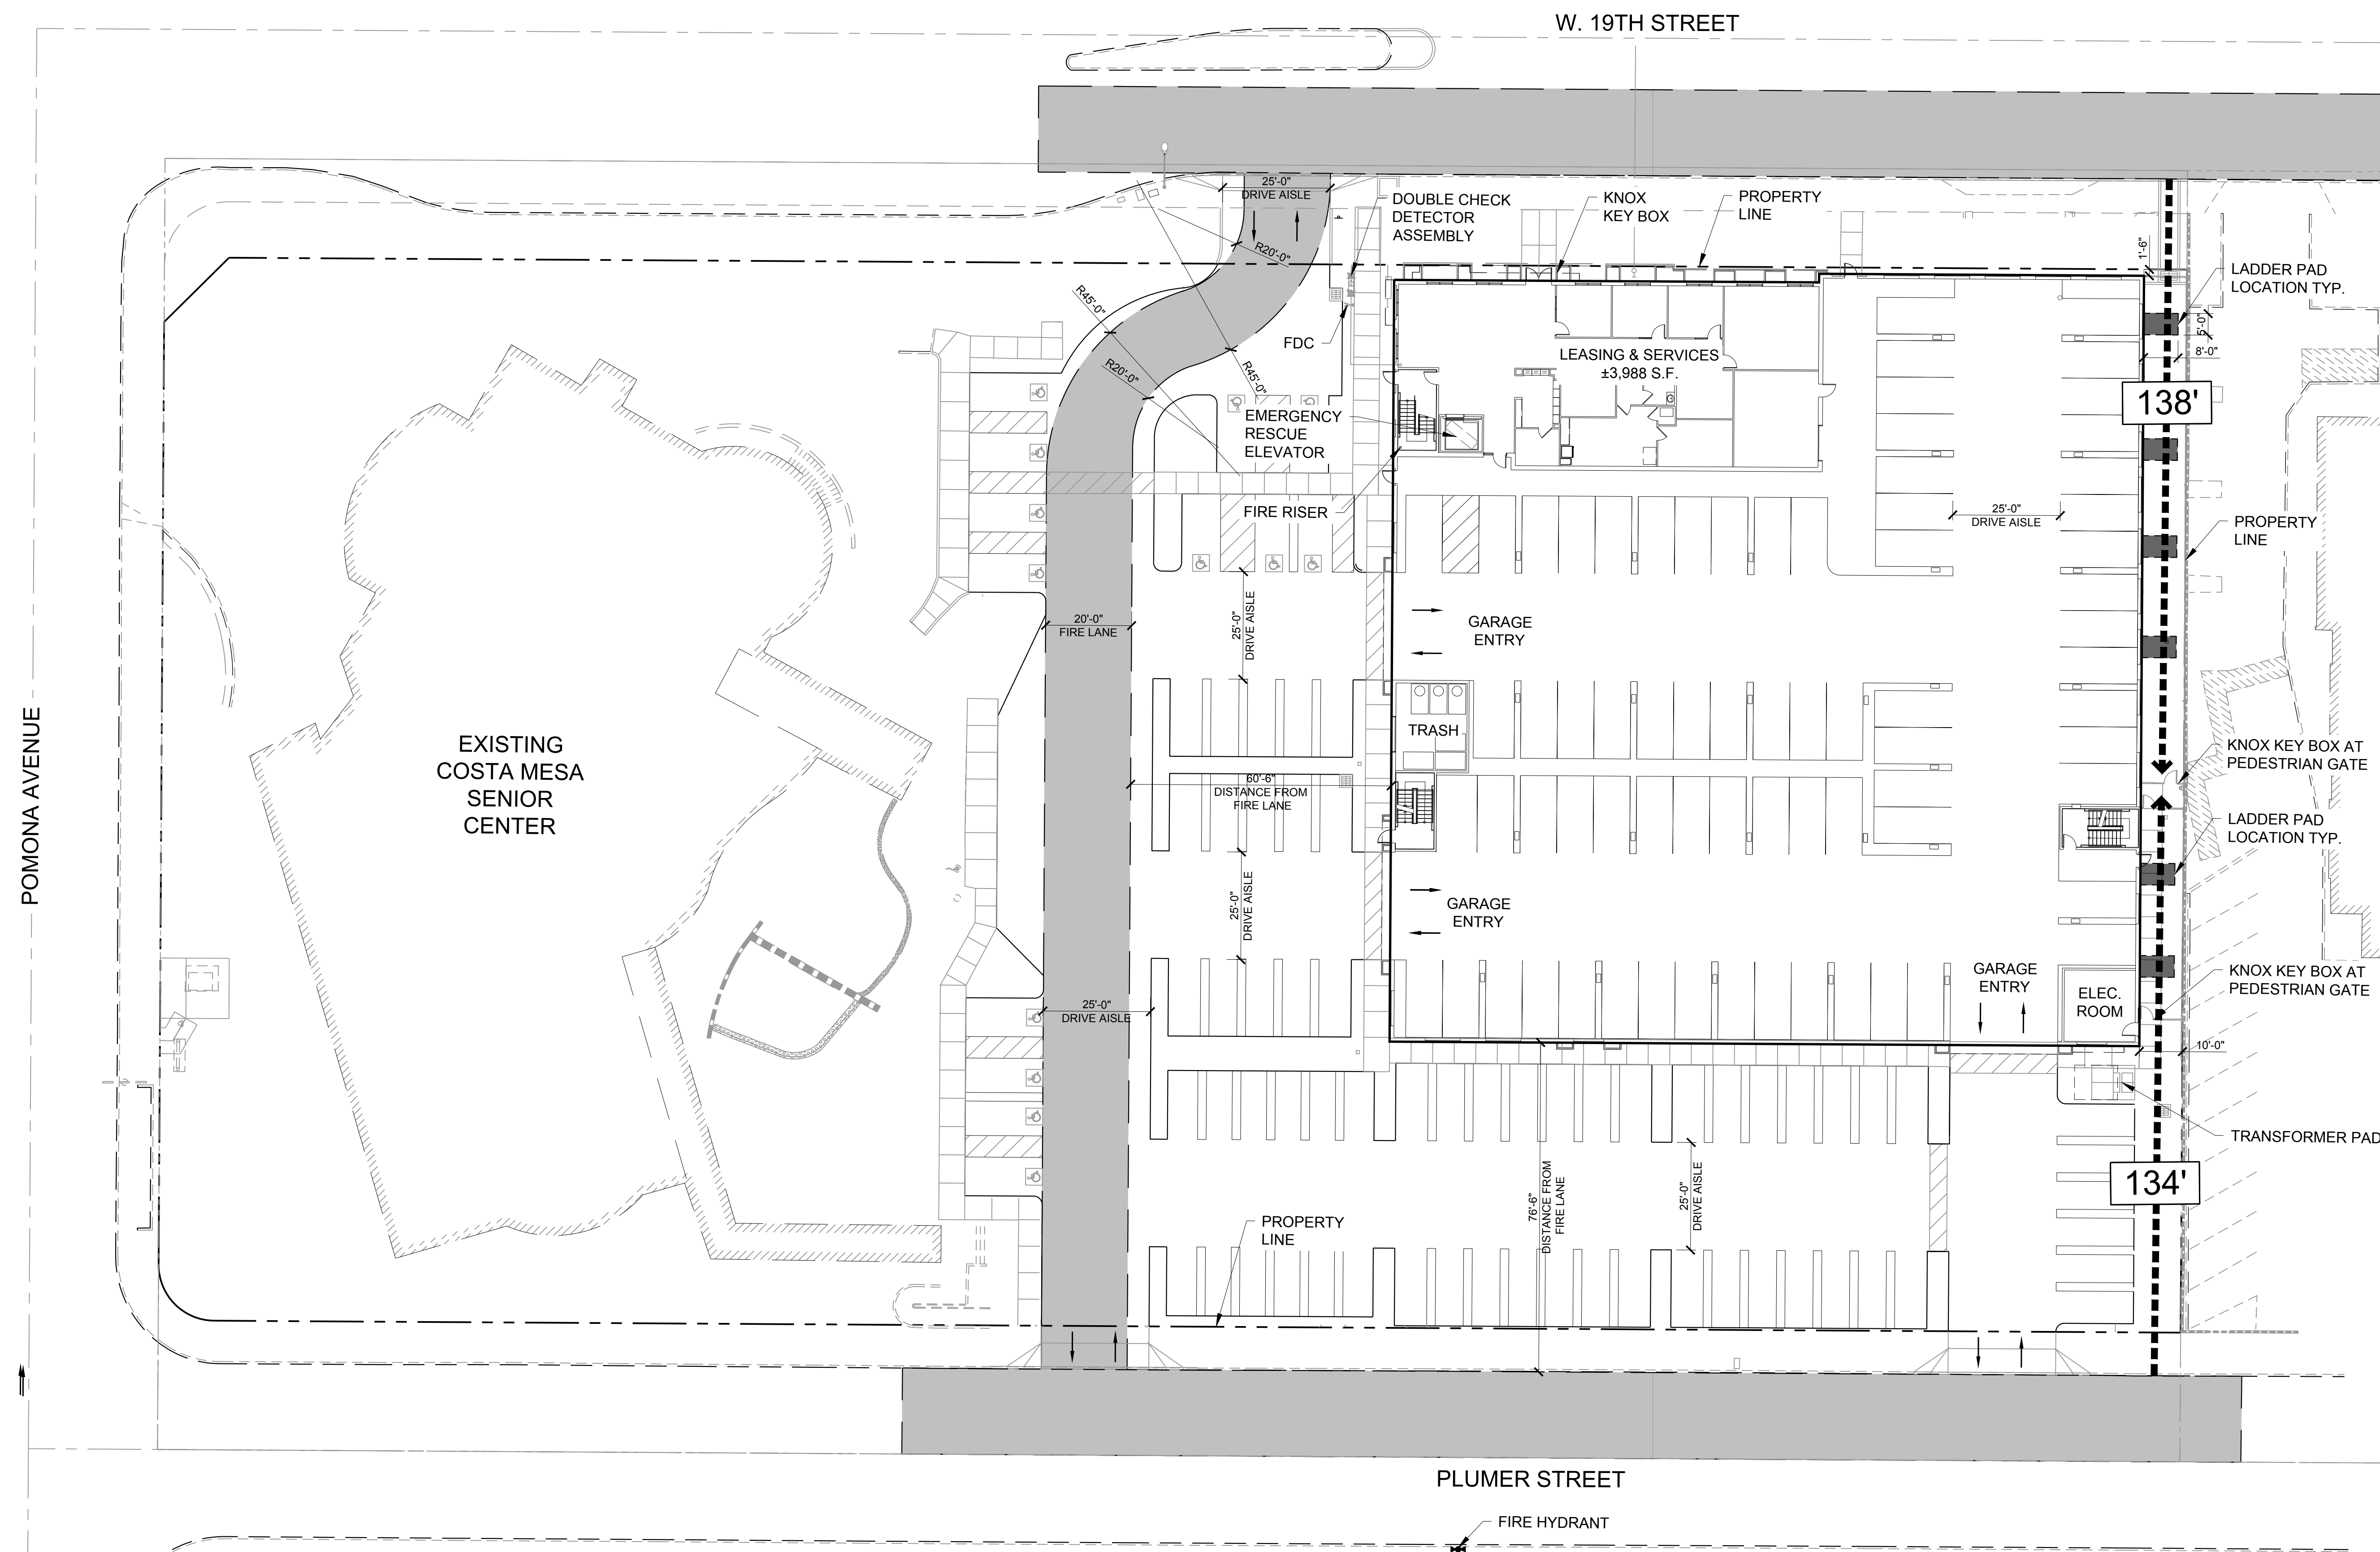 W. 19TH STREET
25'-0"
DRIVE AISLE
R20'-0"
R45'-0"
R20'-0"
R45'-0"
DOUBLE CHECK
DETECTOR
ASSEMBLY
KNOX
KEY BOX
PROPERTY
LINE
1'-6"
LADDER PAD
LOCATION TYP.
5'-0"
8'-0"
FDC
LEASING & SERVICES
±3,988 S.F.
138'
EMERGENCY
RESCUE
ELEVATOR
FIRE RISER
25'-0"
DRIVE AISLE
PROPERTY
LINE
20'-0"
FIRE LANE
25'-0"
DRIVE AISLE
GARAGE
ENTRY
POMONA AVENUE
EXISTING
COSTA MESA
SENIOR
CENTER
TRASH
60'-6"
DISTANCE FROM
FIRE LANE
KNOX KEY BOX AT
PEDESTRIAN GATE
LADDER PAD
LOCATION TYP.
25'-0"
DRIVE AISLE
GARAGE
ENTRY
GARAGE
ENTRY
ELEC.
ROOM
KNOX KEY BOX AT
PEDESTRIAN GATE
25'-0"
DRIVE AISLE
10'-0"
TRANSFORMER PAD
134'
76'-6"
DISTANCE FROM
FIRE LANE
25'-0"
DRIVE AISLE
PROPERTY
LINE
PLUMER STREET
FIRE HYDRANT